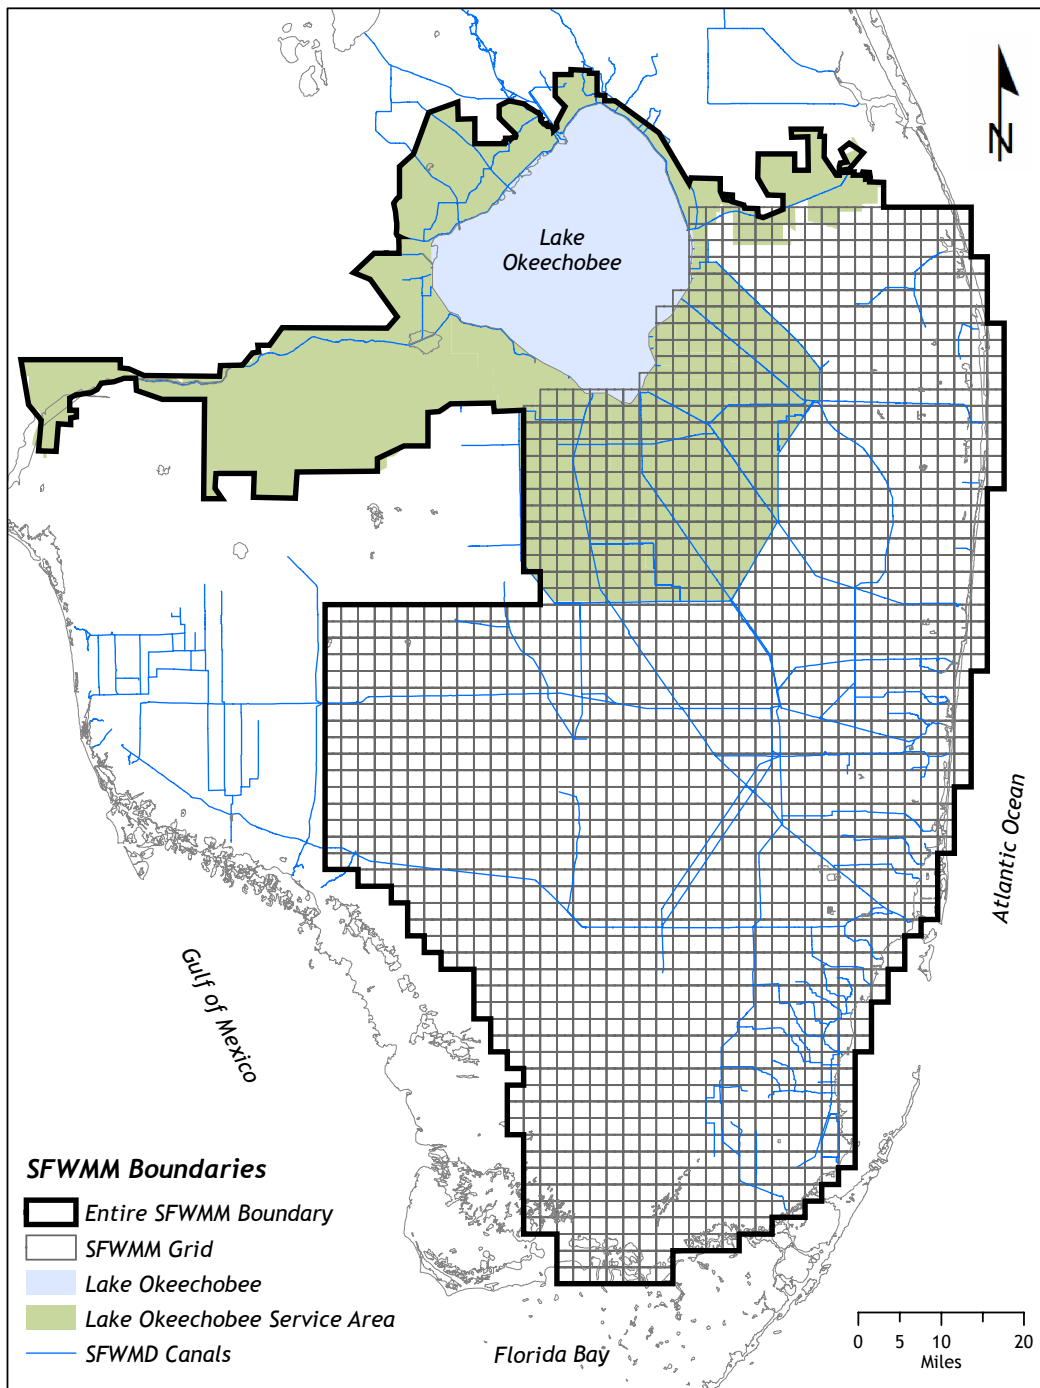 N
Lake
Okeechobee
Atlantic Ocean
Gulf of Mexico
SFWMM Boundaries
Entire SFWMM Boundary
SFWMM Grid
Lake Okeechobee
Lake Okeechobee Service Area
SFWMD Canals
Florida Bay
0 5 10 20
Miles